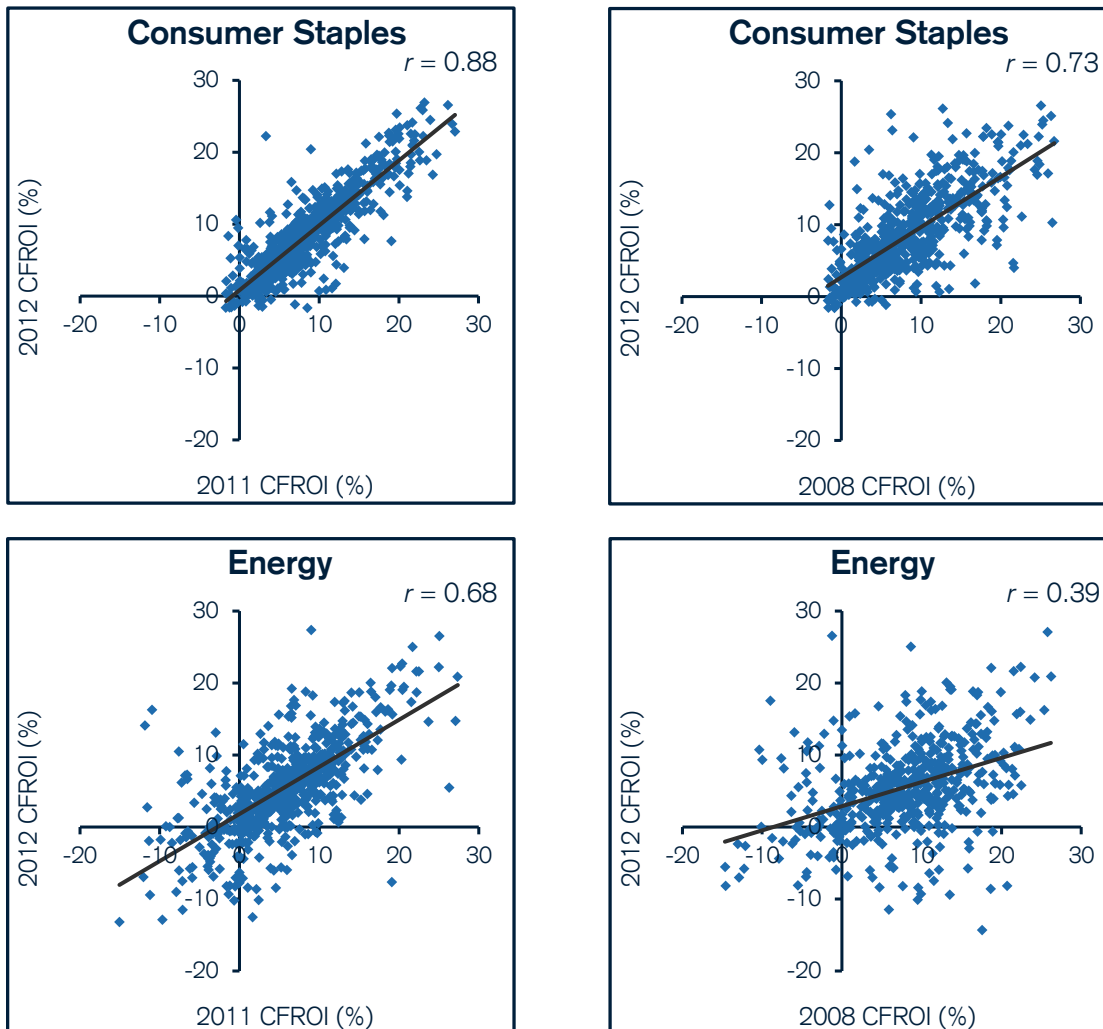 Consumer Staples
r = 0.88
30
20
10
0
-20 -10 0 10 20 30
-10
-20
2012 CFROI (%)
2011 CFROI (%)
Consumer Staples
r = 0.73
30
20
10
0
-20 -10 0 10 20 30
-10
-20
2012 CFROI (%)
2008 CFROI (%)
Energy
r = 0.68
30
20
10
0
-20 -10 0 10 20 30
-10
-20
2012 CFROI (%)
2011 CFROI (%)
Energy
r = 0.39
30
20
10
0
-20 -10 0 10 20 30
-10
-20
2012 CFROI (%)
2008 CFROI (%)